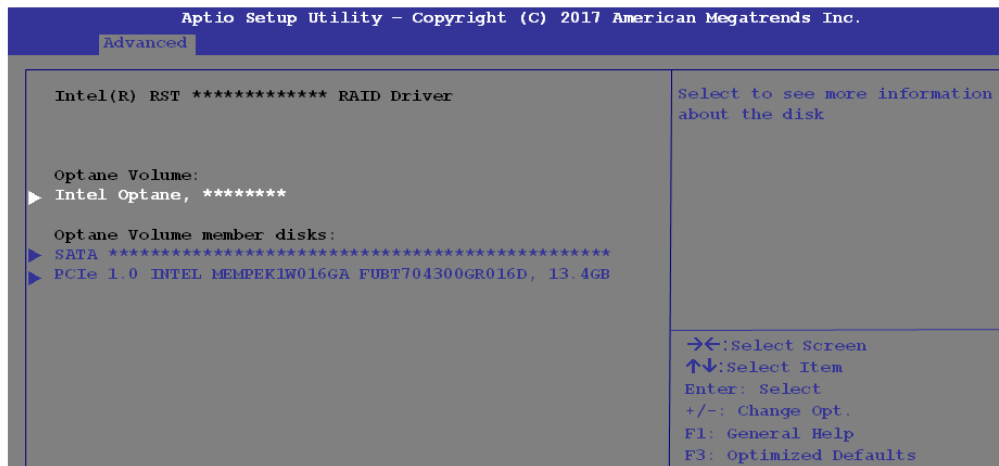 Aptio Setup Utility – Copyright (C) 2017 American Megatrends Inc.
Advanced
Intel(R) RST ************* RAID Driver
Optane Volume:
Intel Optane, ********
Optane Volume member disks:
SATA ************************************************
PCIe 1.0 INTEL MEMPEK1W016GA FUBT704300GR016D, 13.4GB
Select to see more information
about the disk
→←:Select Screen
↑↓:Select Item
Enter: Select
+/-: Change Opt.
F1: General Help
F3: Optimized Defaults